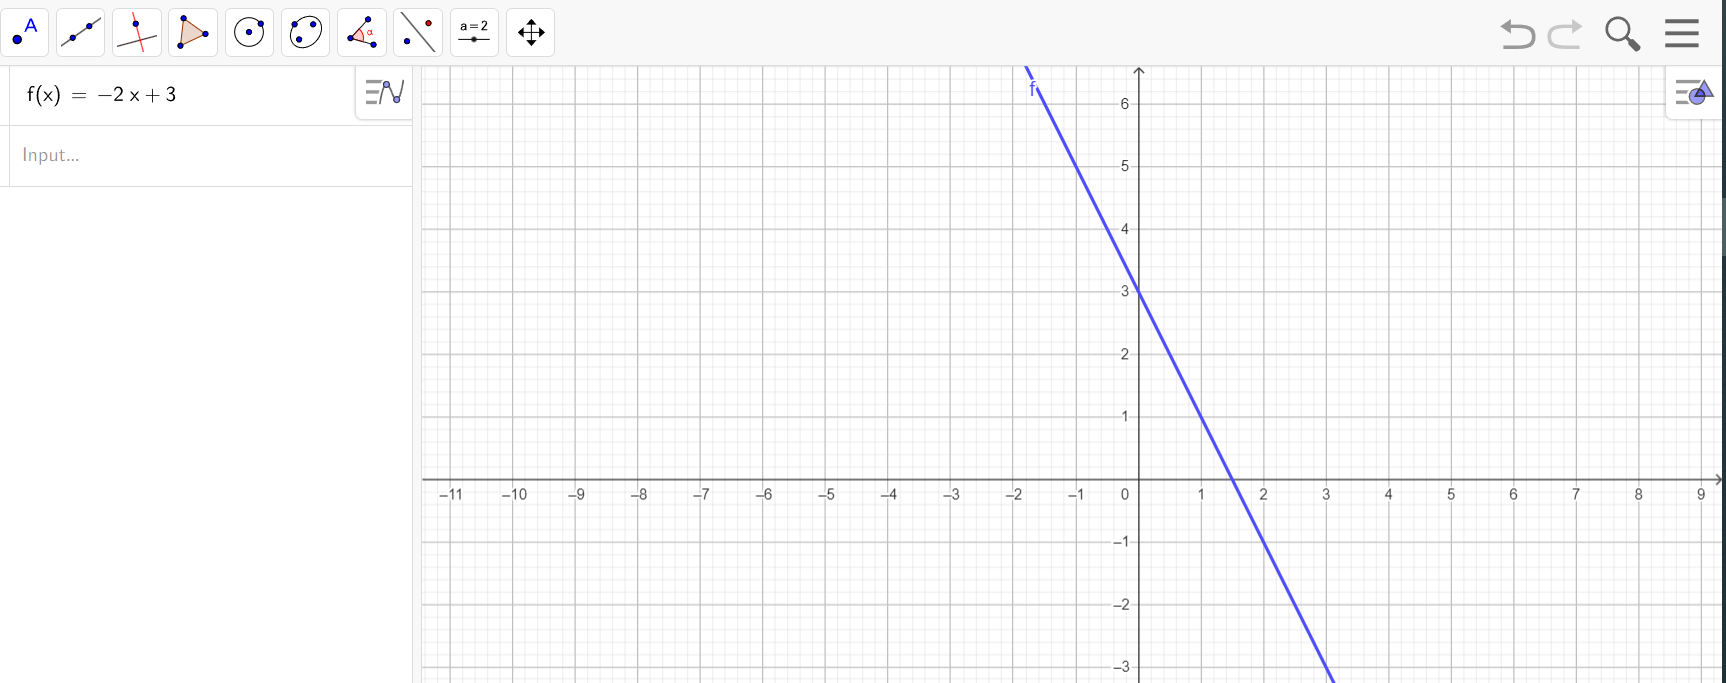 A
α
a = 2
f(x) = −2 x + 3
Input...
f
6
5
4
3
2
1
–11 –10 –9 –8 –7 –6 –5 –4 –3 –2 –1 0 1 2 3 4 5 6 7 8 9
–1
–2
–3